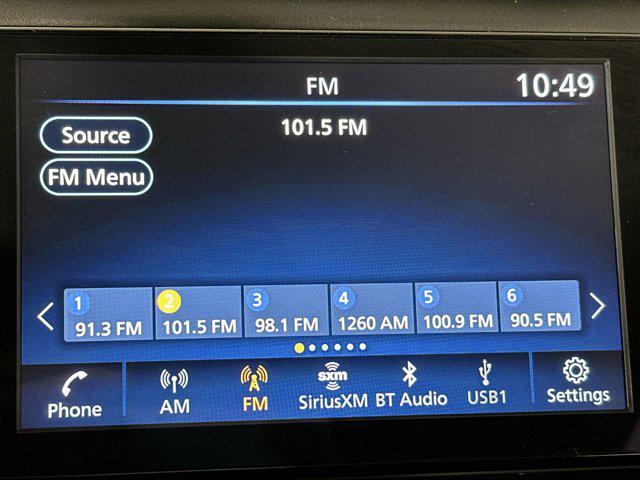 FM 10:49
Source 101.5 FM
FM Menu
1 2 3 4 5 6
91.3 FM 101.5 FM 98.1 FM 1260 AM 100.9 FM 90.5 FM
sxm
Phone AM FM SiriusXM BT Audio USB1 Settings